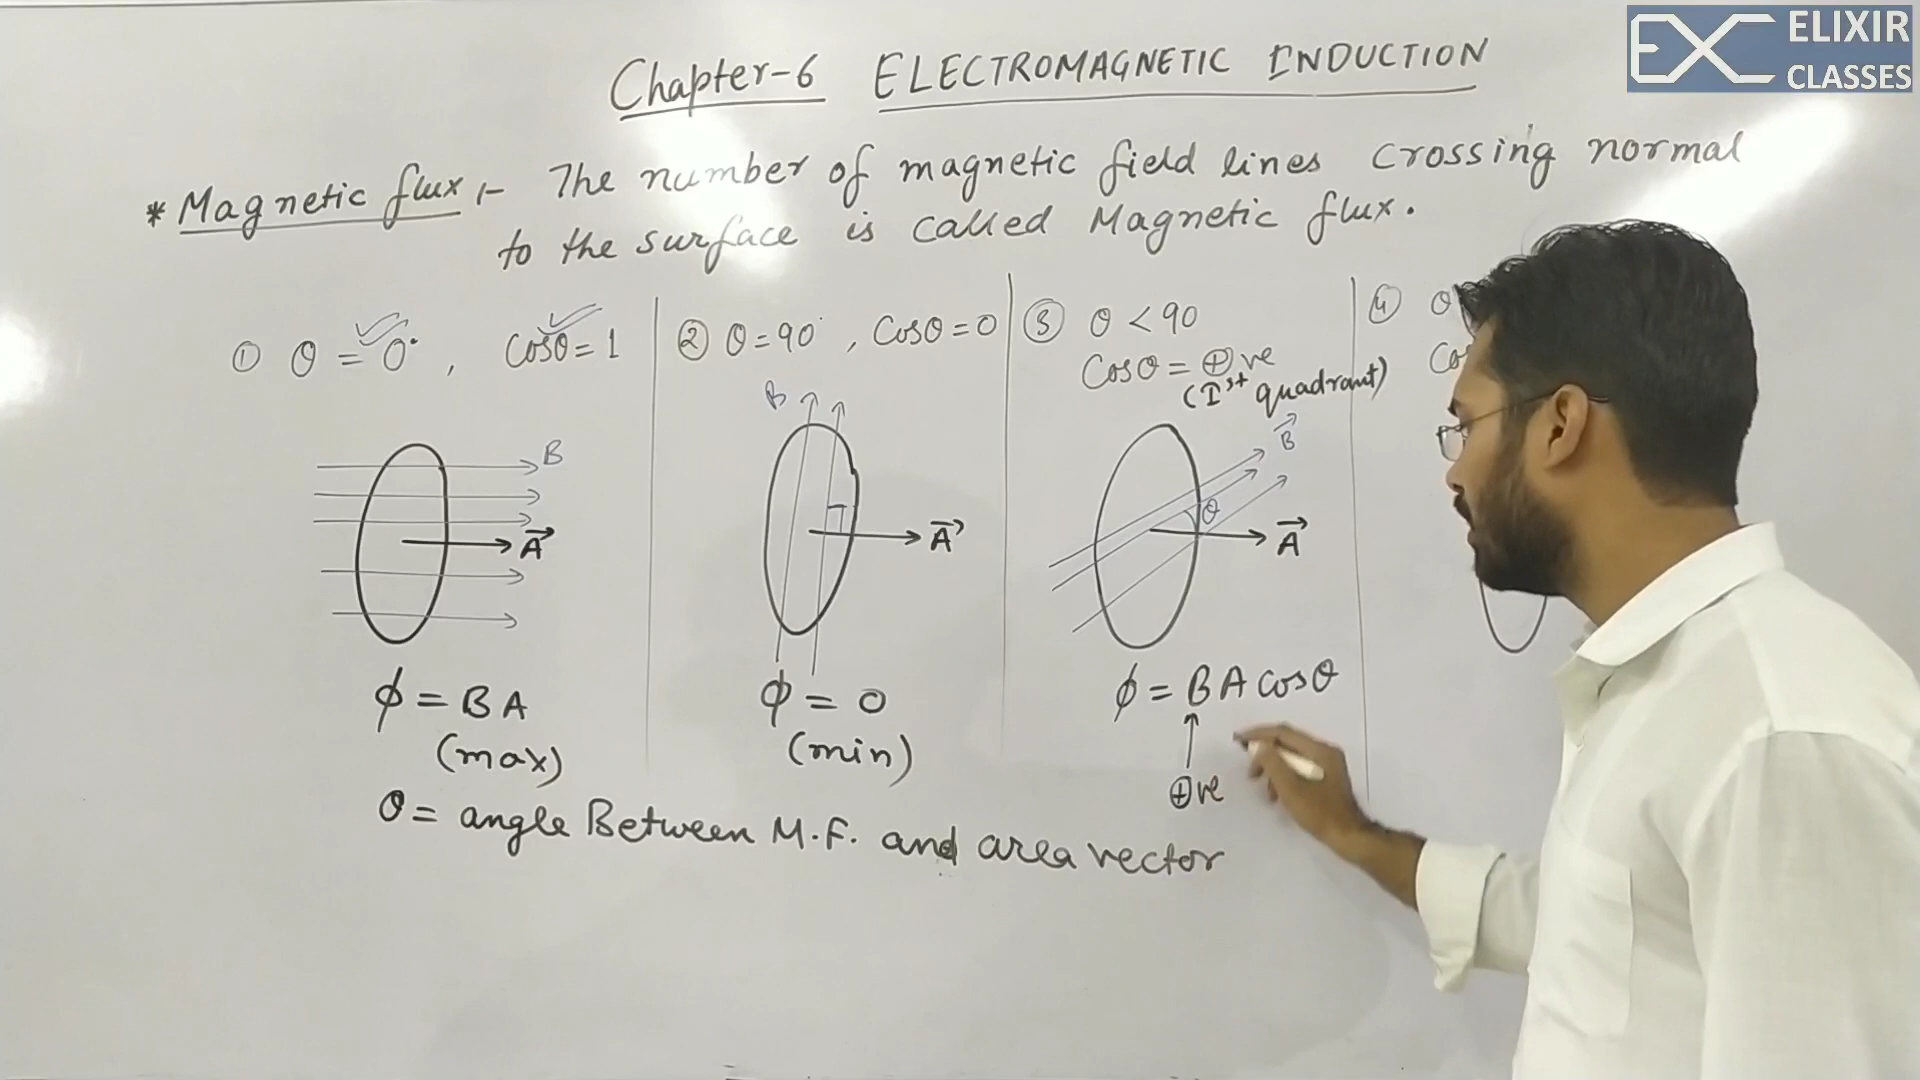 ELIXIR
CLASSES
Chapter-6 ELECTROMAGNETIC INDUCTION
* Magnetic flux :- The number of magnetic field lines crossing normal
to the surface is called Magnetic flux.
① θ = 0°, Cosθ = 1
② θ = 90°, Cosθ = 0
③ θ < 90
Cosθ = ⊕ve
(Ist quadrant)
④ θ
B
A⃗
B
A⃗
B⃗
θ
A⃗
ϕ = BA
(max)
ϕ = 0
(min)
ϕ = BA cosθ
↑
⊕ve
θ = angle Between M.F. and area vector